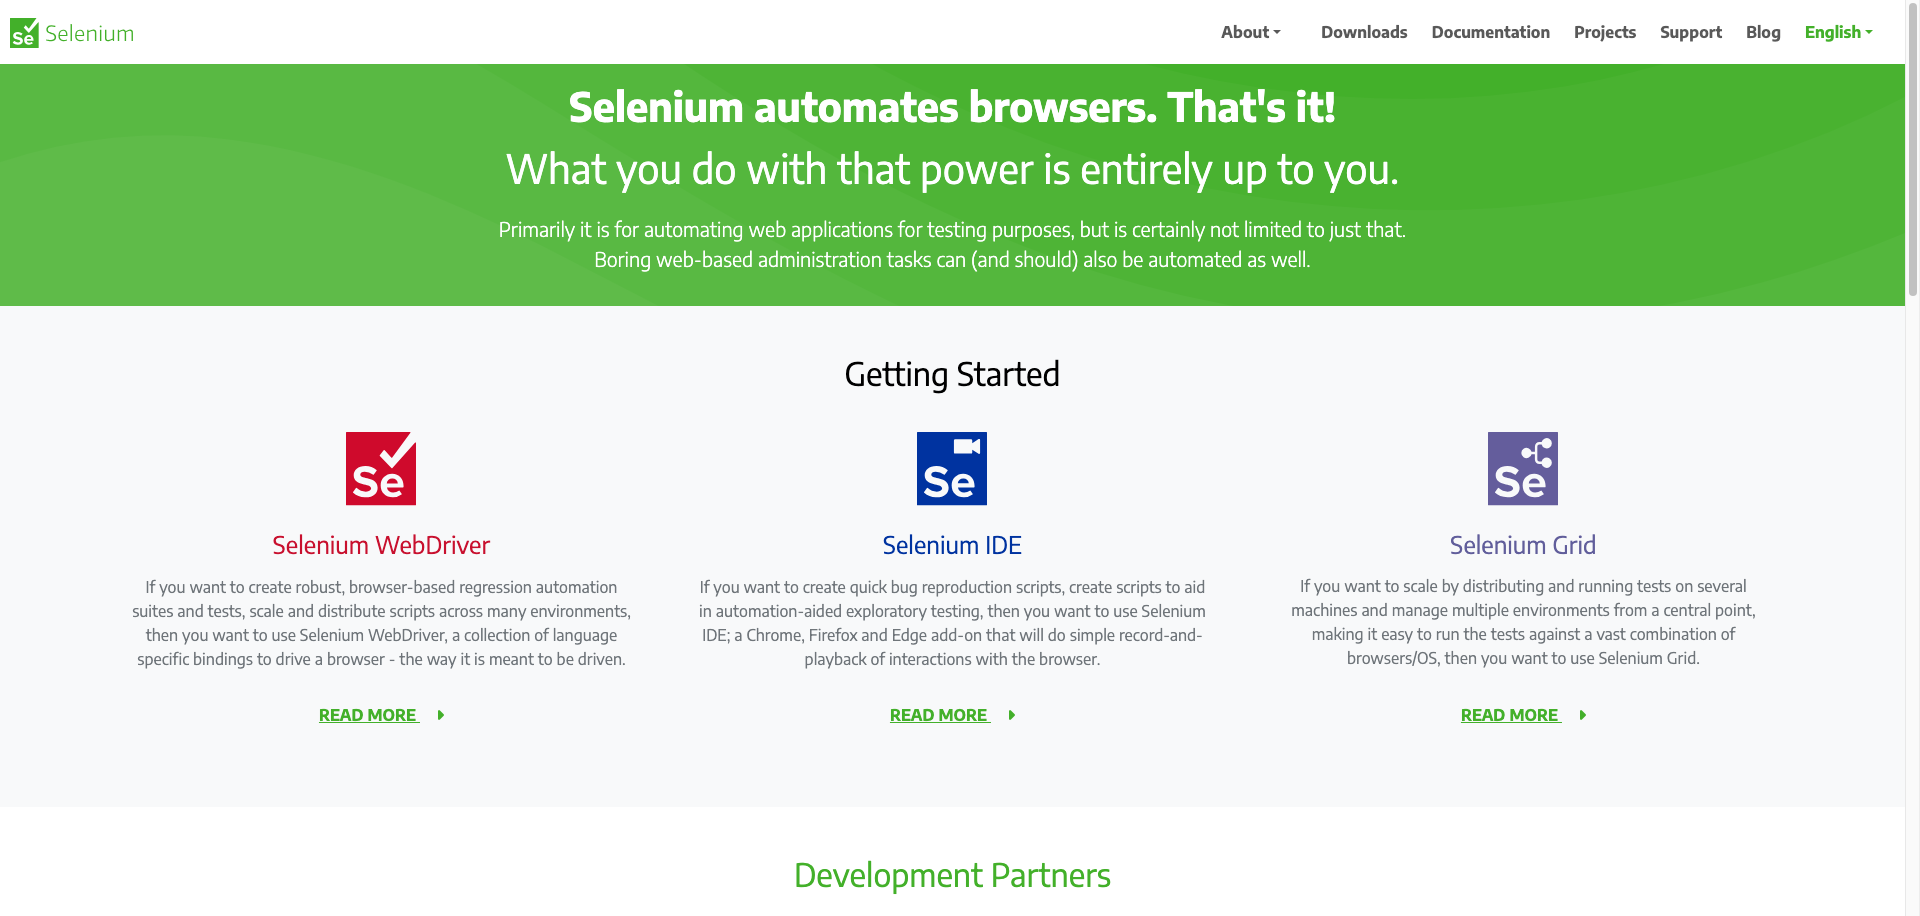 Se Selenium
About Downloads Documentation Projects Support Blog English
Selenium automates browsers. That's it!
What you do with that power is entirely up to you.
Primarily it is for automating web applications for testing purposes, but is certainly not limited to just that.
Boring web-based administration tasks can (and should) also be automated as well.
Getting Started
Se
Selenium WebDriver
If you want to create robust, browser-based regression automation
suites and tests, scale and distribute scripts across many environments,
then you want to use Selenium WebDriver, a collection of language
specific bindings to drive a browser - the way it is meant to be driven.
READ MORE
Se
Selenium IDE
If you want to create quick bug reproduction scripts, create scripts to aid
in automation-aided exploratory testing, then you want to use Selenium
IDE; a Chrome, Firefox and Edge add-on that will do simple record-and-
playback of interactions with the browser.
READ MORE
Se
Selenium Grid
If you want to scale by distributing and running tests on several
machines and manage multiple environments from a central point,
making it easy to run the tests against a vast combination of
browsers/OS, then you want to use Selenium Grid.
READ MORE
Development Partners